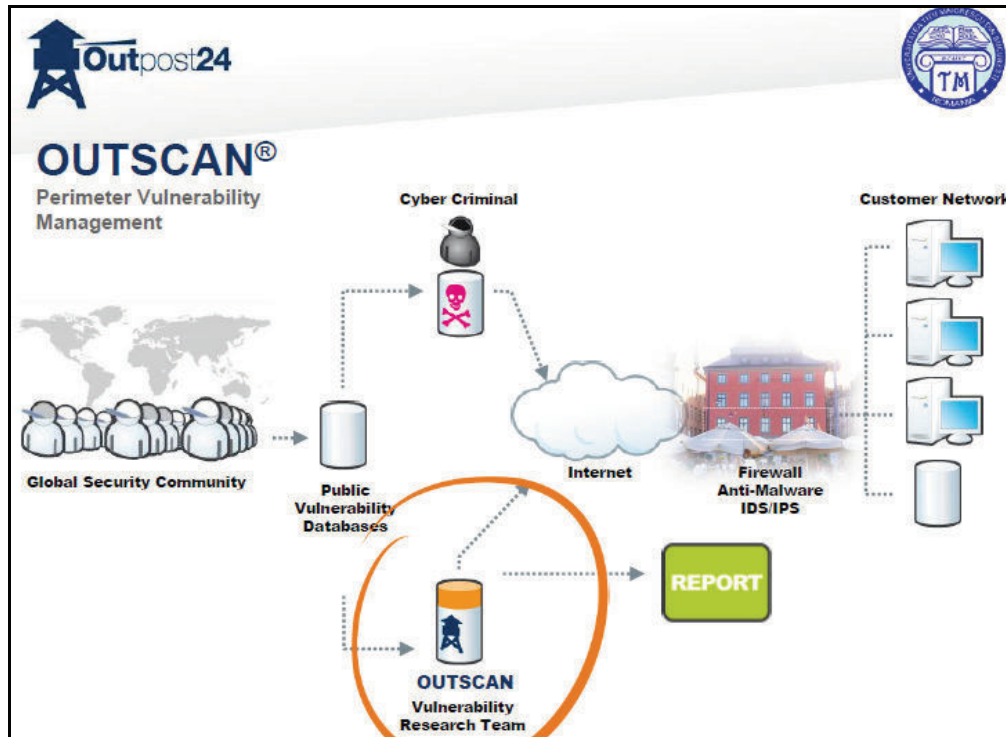 Outpost24
OUTSCAN®
Perimeter Vulnerability
Management
Cyber Criminal
Customer Network
Global Security Community
Public
Vulnerability
Databases
Internet
Firewall
Anti-Malware
IDS/IPS
REPORT
OUTSCAN
Vulnerability
Research Team
TM
ROMANIA